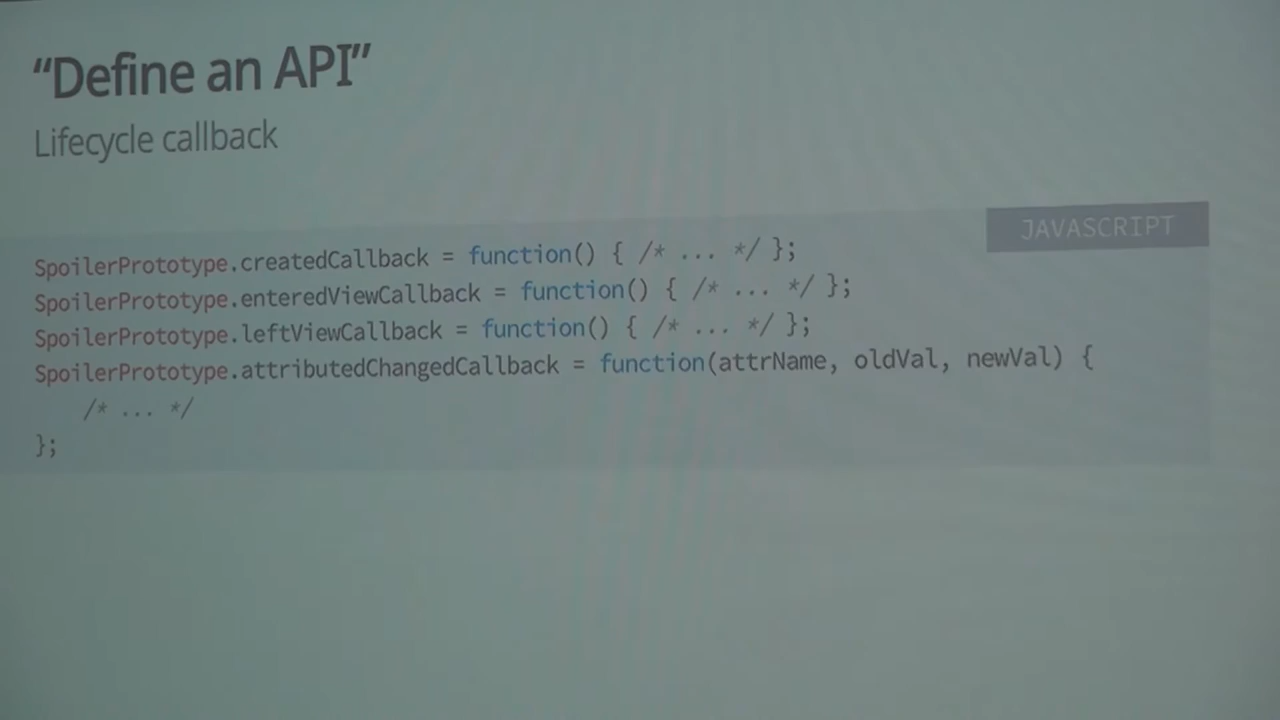 “Define an API”
Lifecycle callback
JAVASCRIPT
SpoilerPrototype.createdCallback = function() { /* ... */ };
SpoilerPrototype.enteredViewCallback = function() { /* ... */ };
SpoilerPrototype.leftViewCallback = function() { /* ... */ };
SpoilerPrototype.attributedChangedCallback = function(attrName, oldVal, newVal) {
/* ... */
};